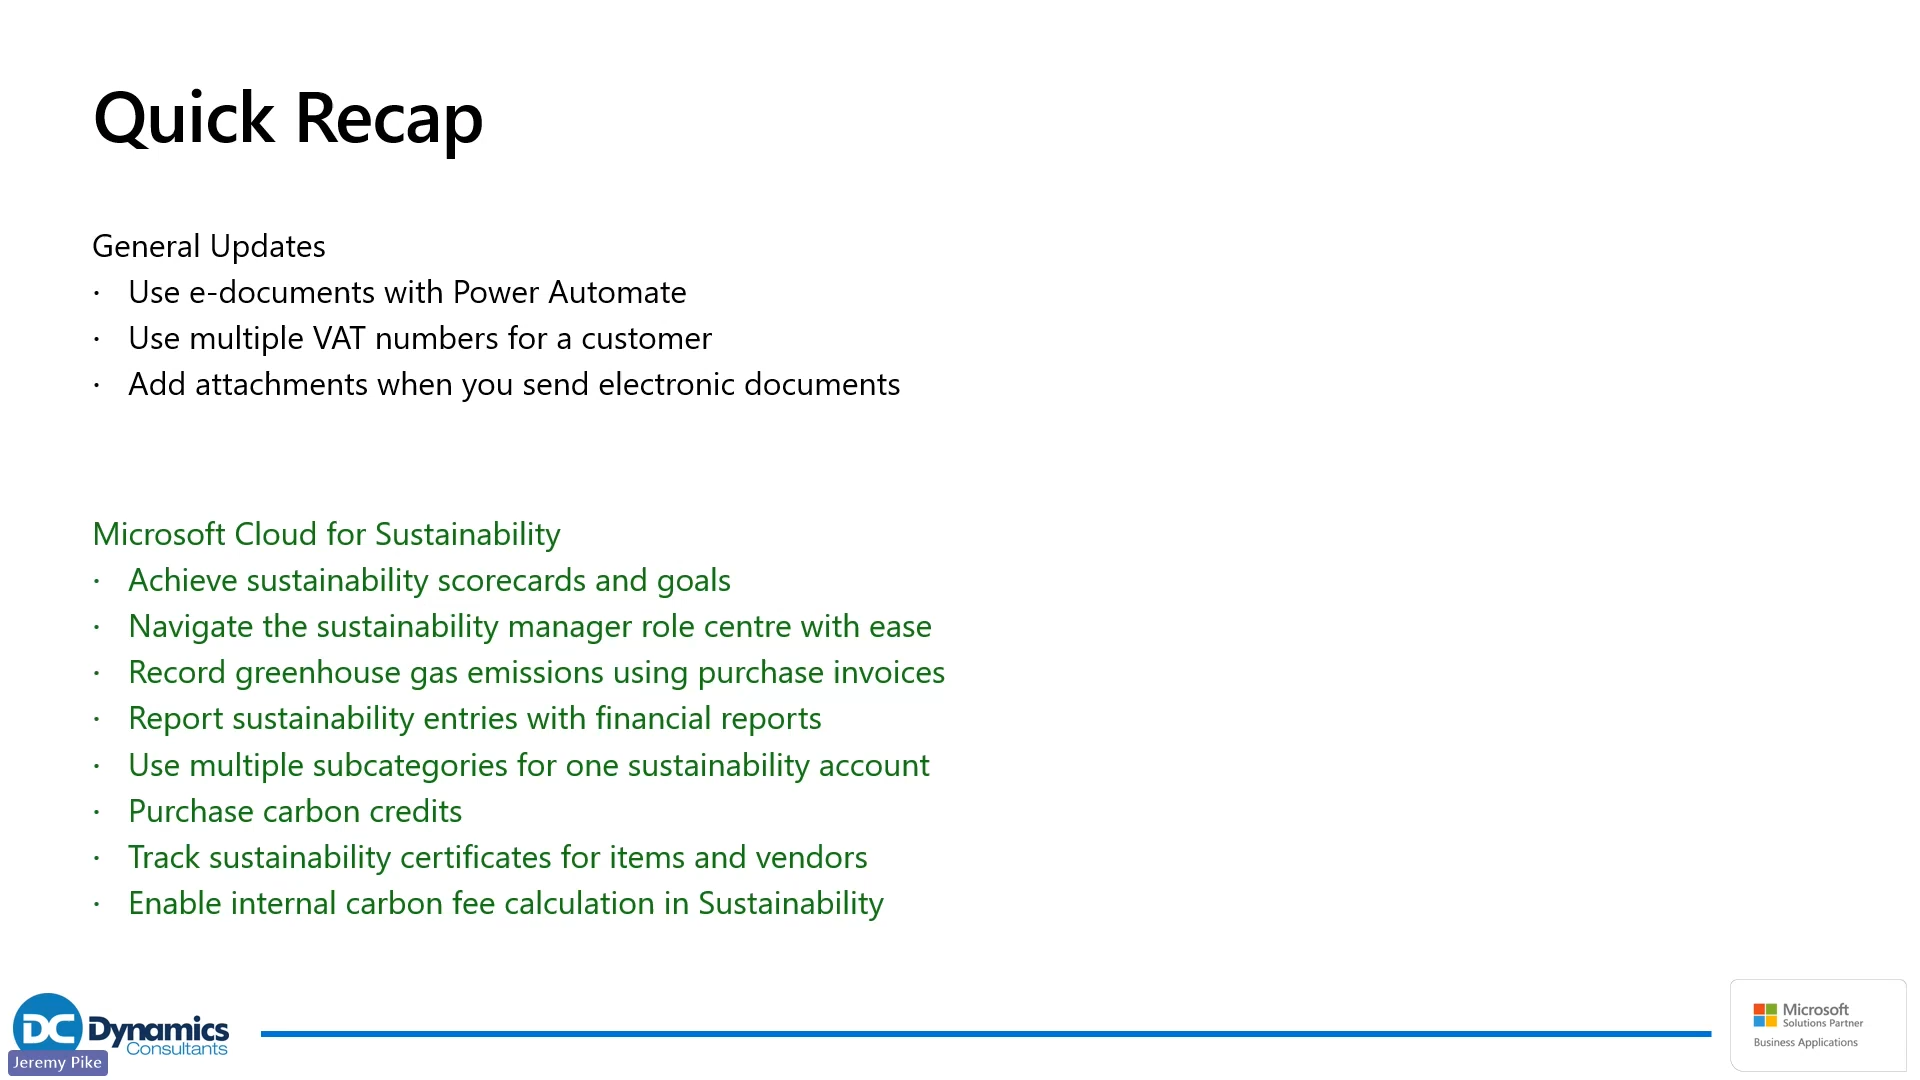 Quick Recap
General Updates
· Use e-documents with Power Automate
· Use multiple VAT numbers for a customer
· Add attachments when you send electronic documents
Microsoft Cloud for Sustainability
· Achieve sustainability scorecards and goals
· Navigate the sustainability manager role centre with ease
· Record greenhouse gas emissions using purchase invoices
· Report sustainability entries with financial reports
· Use multiple subcategories for one sustainability account
· Purchase carbon credits
· Track sustainability certificates for items and vendors
· Enable internal carbon fee calculation in Sustainability
DC Dynamics
Consultants
Jeremy Pike
Microsoft
Solutions Partner
Business Applications